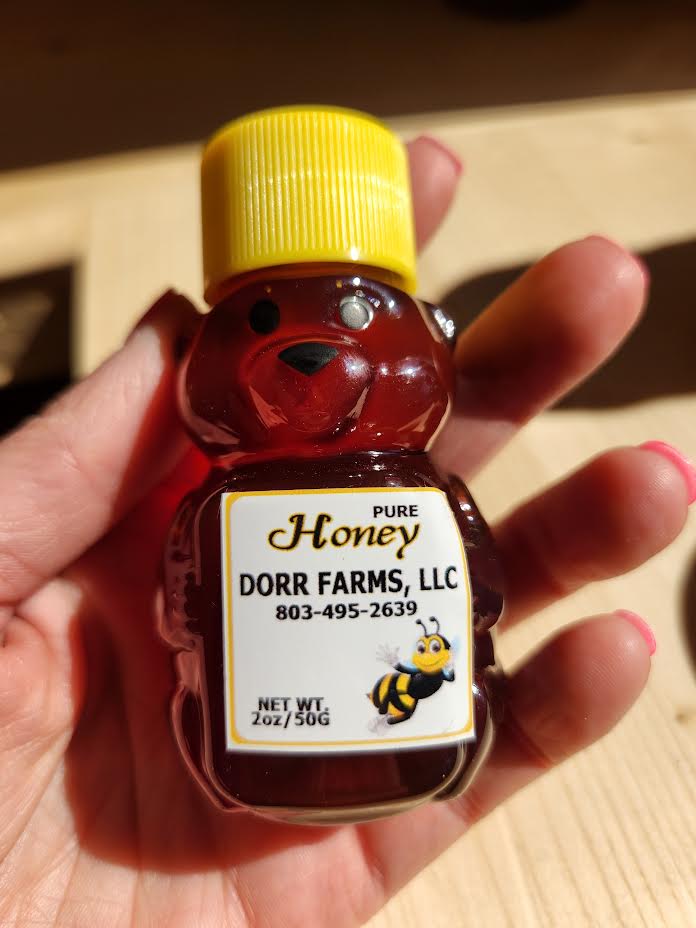 PURE
Honey
DORR FARMS, LLC
803-495-2639
NET WT.
2oz/50G